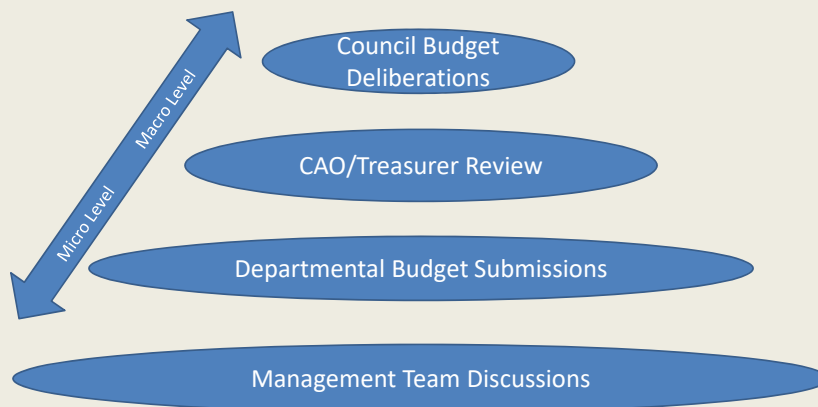 Council Budget
Deliberations
Macro Level
CAO/Treasurer Review
Micro Level
Departmental Budget Submissions
Management Team Discussions